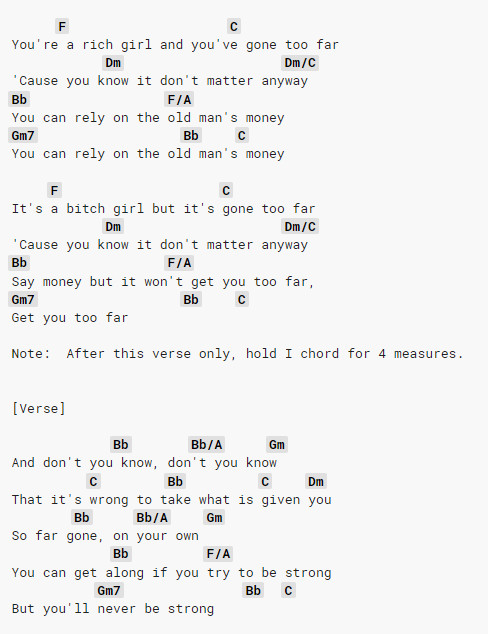 F C
You're a rich girl and you've gone too far
Dm Dm/C
'Cause you know it don't matter anyway
Bb F/A
You can rely on the old man's money
Gm7 Bb C
You can rely on the old man's money
F C
It's a bitch girl but it's gone too far
Dm Dm/C
'Cause you know it don't matter anyway
Bb F/A
Say money but it won't get you too far,
Gm7 Bb C
Get you too far
Note:  After this verse only, hold I chord for 4 measures.
[Verse]
Bb Bb/A Gm
And don't you know, don't you know
C Bb C Dm
That it's wrong to take what is given you
Bb Bb/A Gm
So far gone, on your own
Bb F/A
You can get along if you try to be strong
Gm7 Bb C
But you'll never be strong